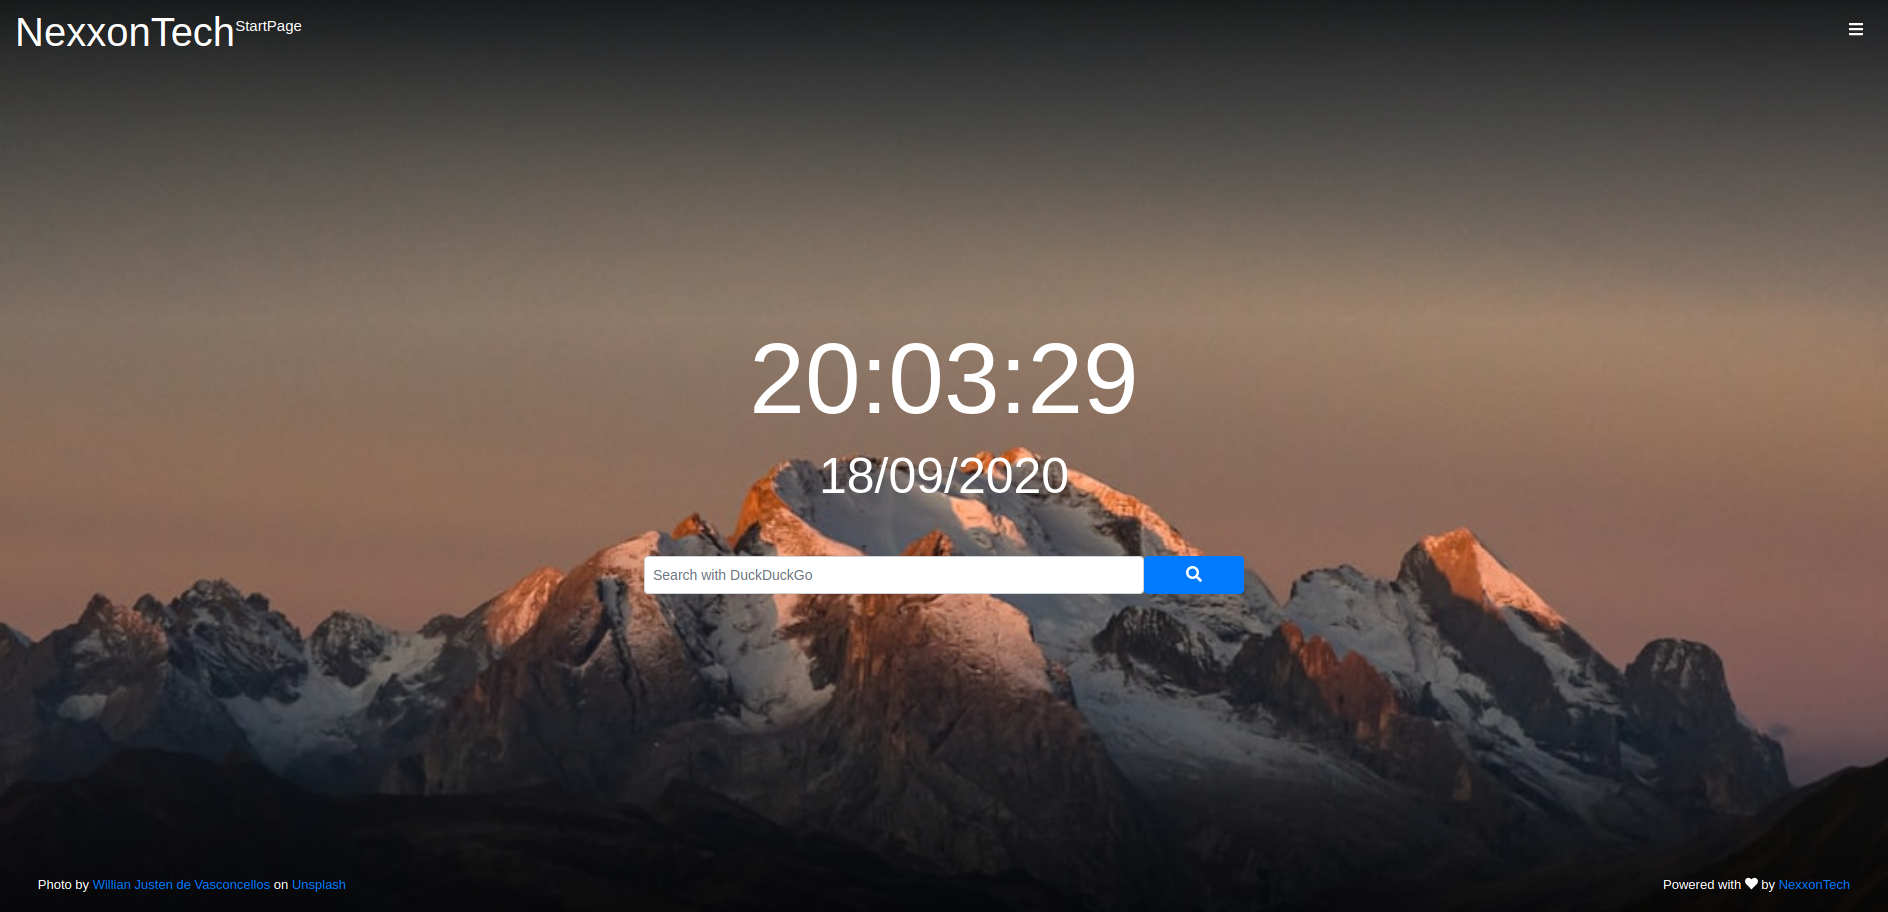 NexxonTech StartPage
20:03:29
18/09/2020
Search with DuckDuckGo
Photo by Willian Justen de Vasconcellos on Unsplash
Powered with ♥ by NexxonTech